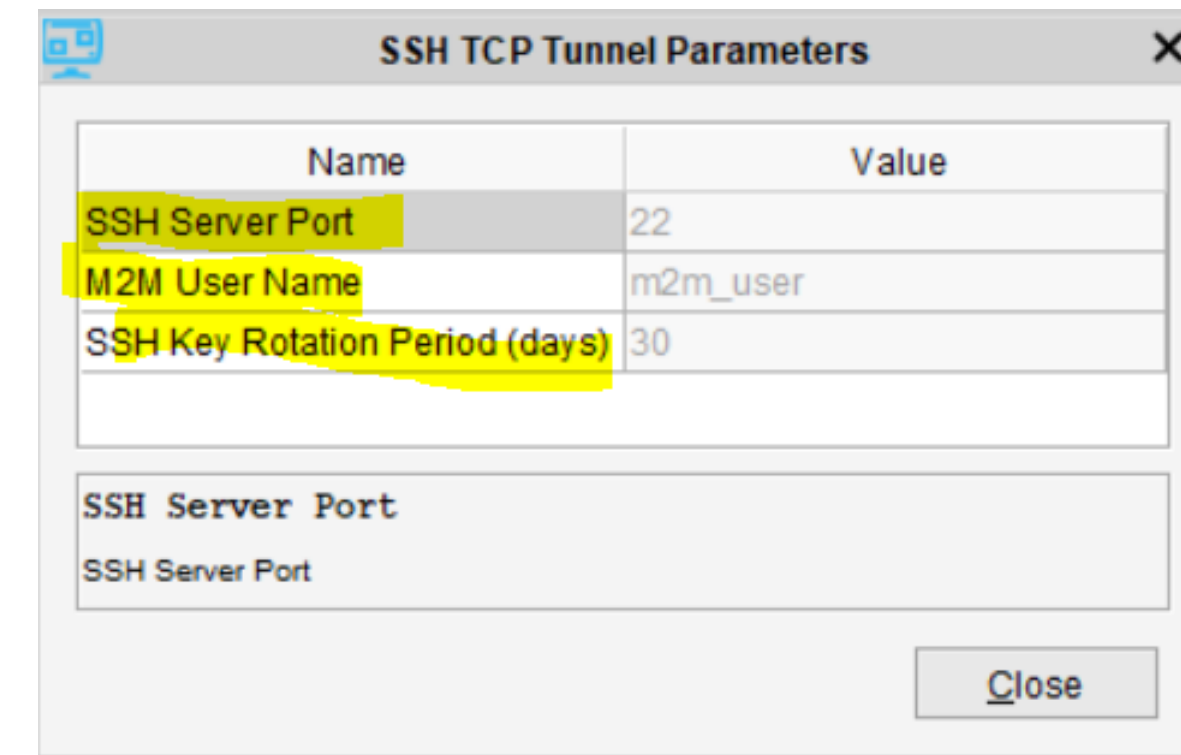 SSH TCP Tunnel Parameters
Name Value
SSH Server Port 22
M2M User Name m2m_user
SSH Key Rotation Period (days) 30
SSH Server Port
SSH Server Port
Close